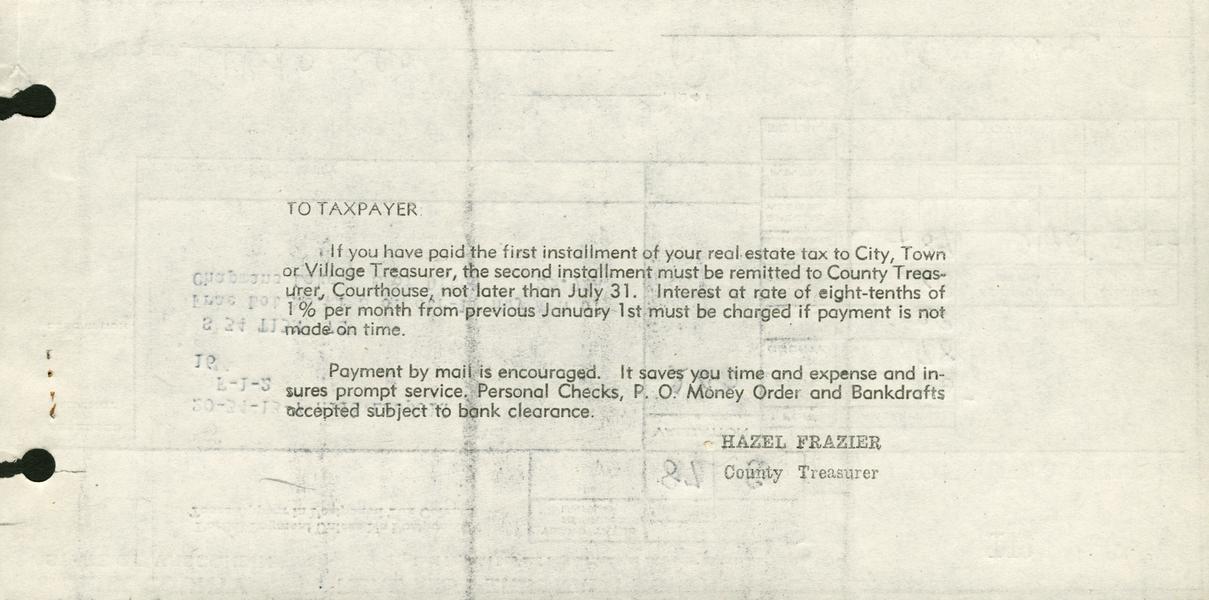 TO TAXPAYER:
If you have paid the first installment of your real estate tax to City, Town
or Village Treasurer, the second installment must be remitted to County Treas-
urer, Courthouse, not later than July 31. Interest at rate of eight-tenths of
1% per month from previous January 1st must be charged if payment is not
made on time.
Payment by mail is encouraged. It saves you time and expense and in-
sures prompt service. Personal Checks, P. O. Money Order and Bankdrafts
accepted subject to bank clearance.
HAZEL FRAZIER
County Treasurer